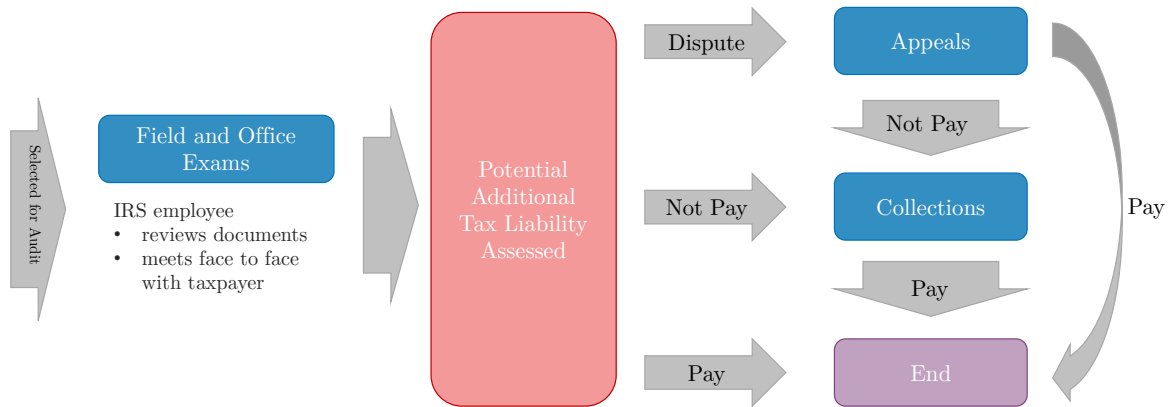 Selected for Audit
Field and Office
Exams
IRS employee
• reviews documents
• meets face to face
with taxpayer
Potential
Additional
Tax Liability
Assessed
Dispute
Not Pay
Pay
Appeals
Not Pay
Collections
Pay
End
Pay